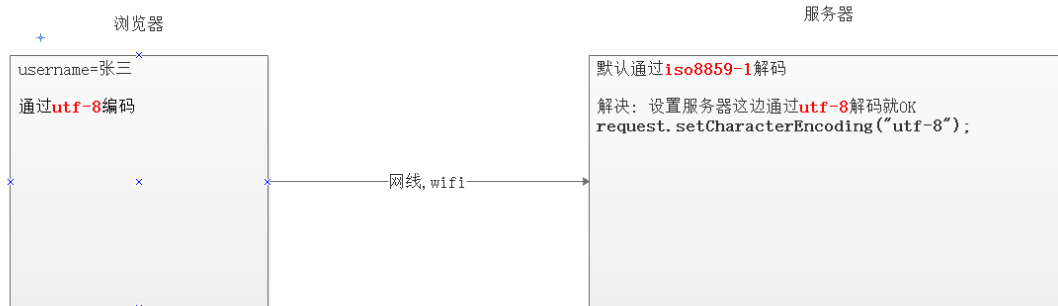 浏览器
服务器
username=张三
通过utf-8编码
网线,wifi
默认通过iso8859-1解码
解决: 设置服务器这边通过utf-8解码就OK
request.setCharacterEncoding("utf-8");